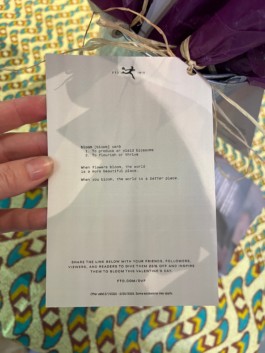 bloom (bloom) verb
1. To produce or yield blossoms
2. To flourish or thrive
When flowers bloom, the world
is a more beautiful place
When you bloom, the world is a better place.
SHARE THE LINK BELOW WITH YOUR FRIENDS, FOLLOWERS,
VIEWERS, AND READERS TO GIVE THEM 20% OFF AND INSPIRE
THEM TO BLOOM THIS VALENTINE'S DAY.